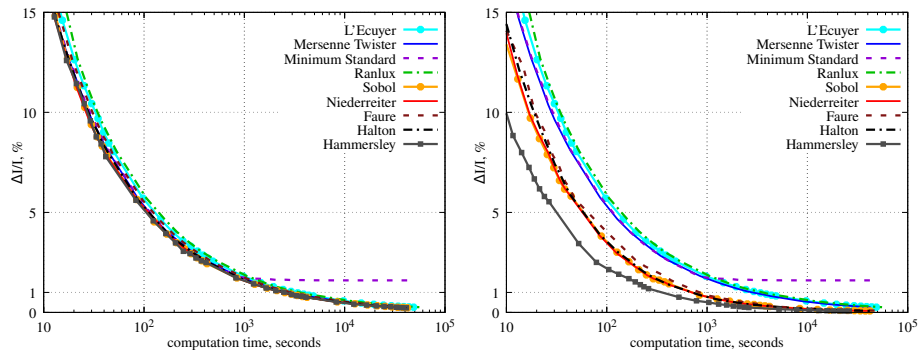 15
10
5
1
0
ΔI/I, %
L'Ecuyer
Mersenne Twister
Minimum Standard
Ranlux
Sobol
Niederreiter
Faure
Halton
Hammersley
10
10²
10³
10⁴
10⁵
computation time, seconds
15
10
5
1
0
ΔI/I, %
L'Ecuyer
Mersenne Twister
Minimum Standard
Ranlux
Sobol
Niederreiter
Faure
Halton
Hammersley
10
10²
10³
10⁴
10⁵
computation time, seconds